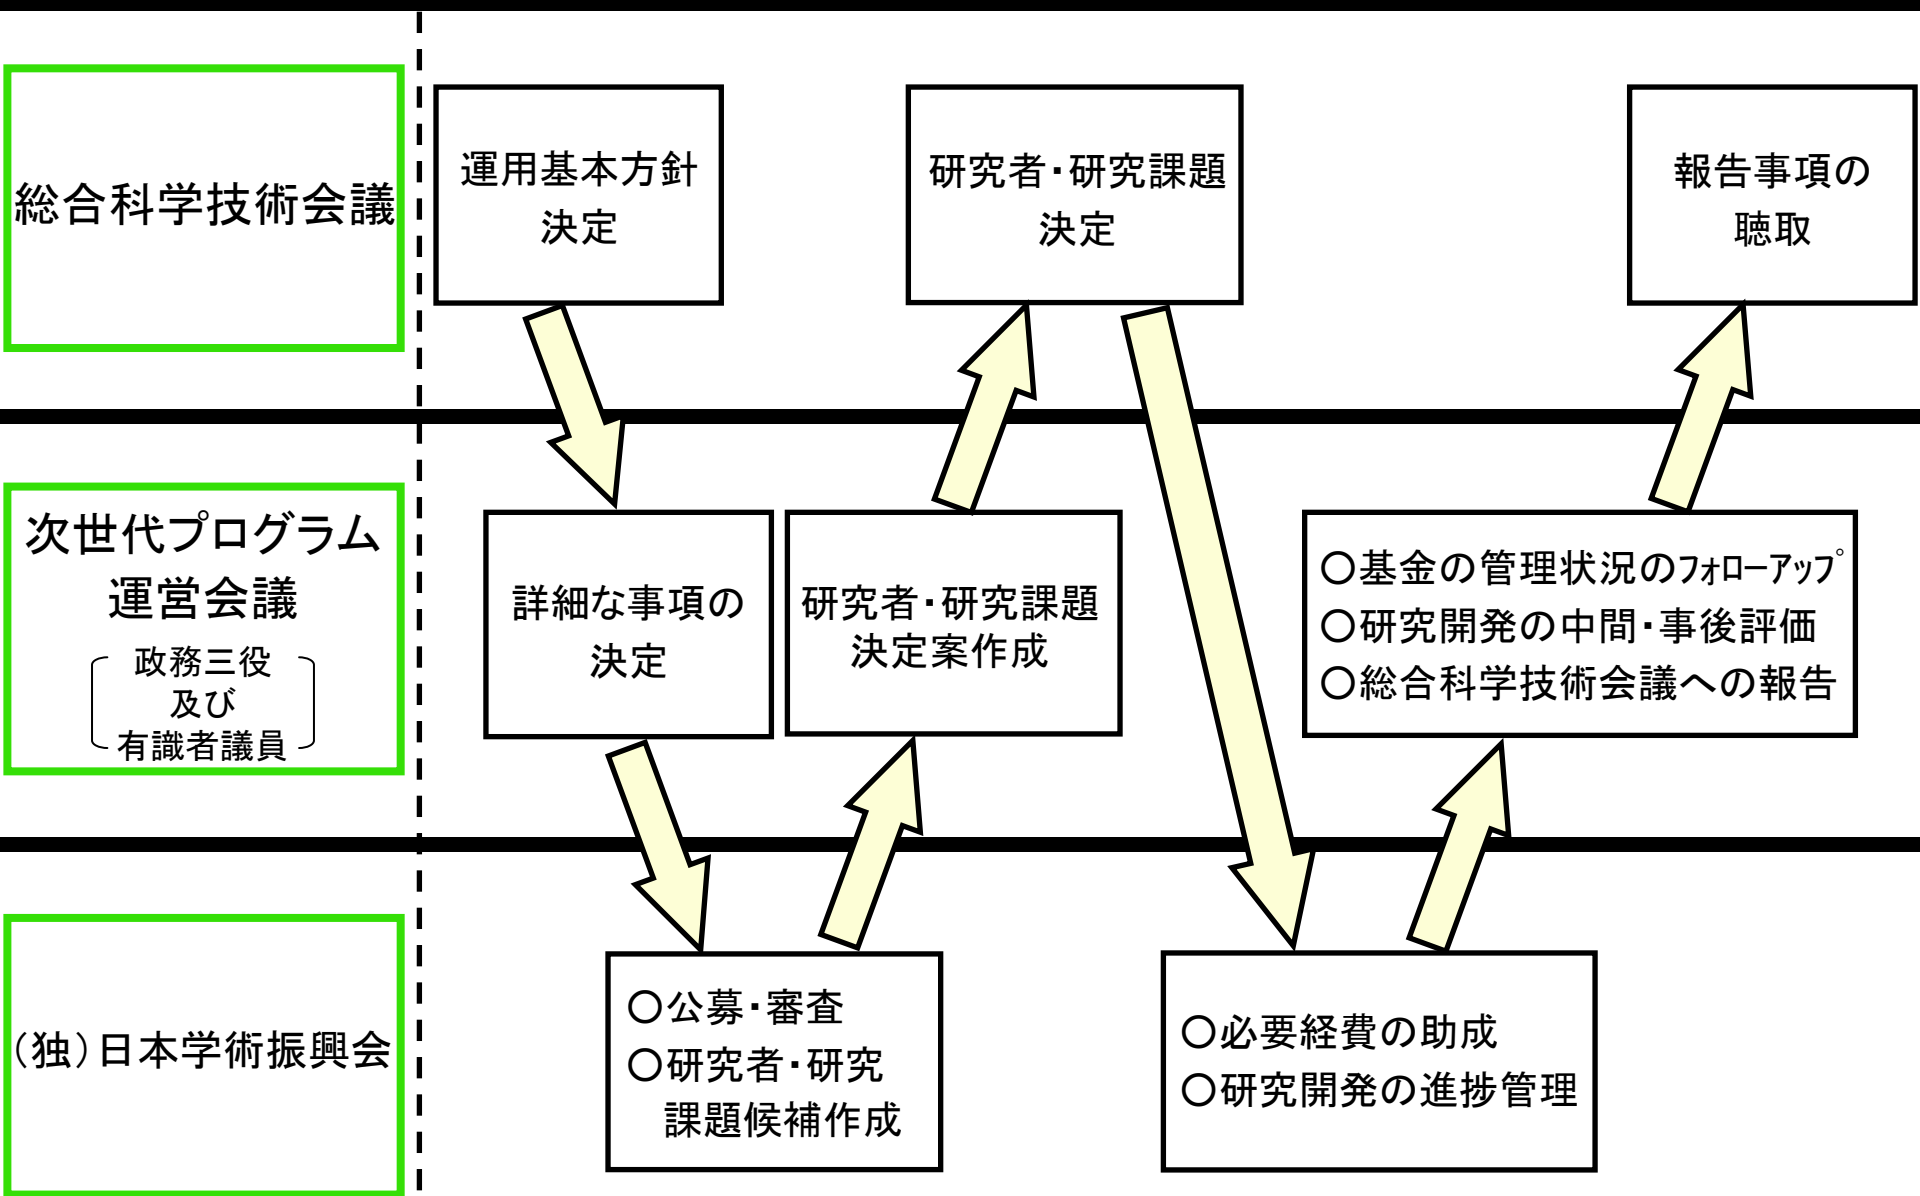 総合科学技術会議
運用基本方針
決定
研究者・研究課題
決定
報告事項の
聴取
次世代プログラム
運営会議
政務三役
及び
有識者議員
詳細な事項の
決定
研究者・研究課題
決定案作成
○基金の管理状況のﾌｫﾛｰｱｯﾌﾟ
○研究開発の中間・事後評価
○総合科学技術会議への報告
（独）日本学術振興会
○公募・審査
○研究者・研究
課題候補作成
○必要経費の助成
○研究開発の進捗管理